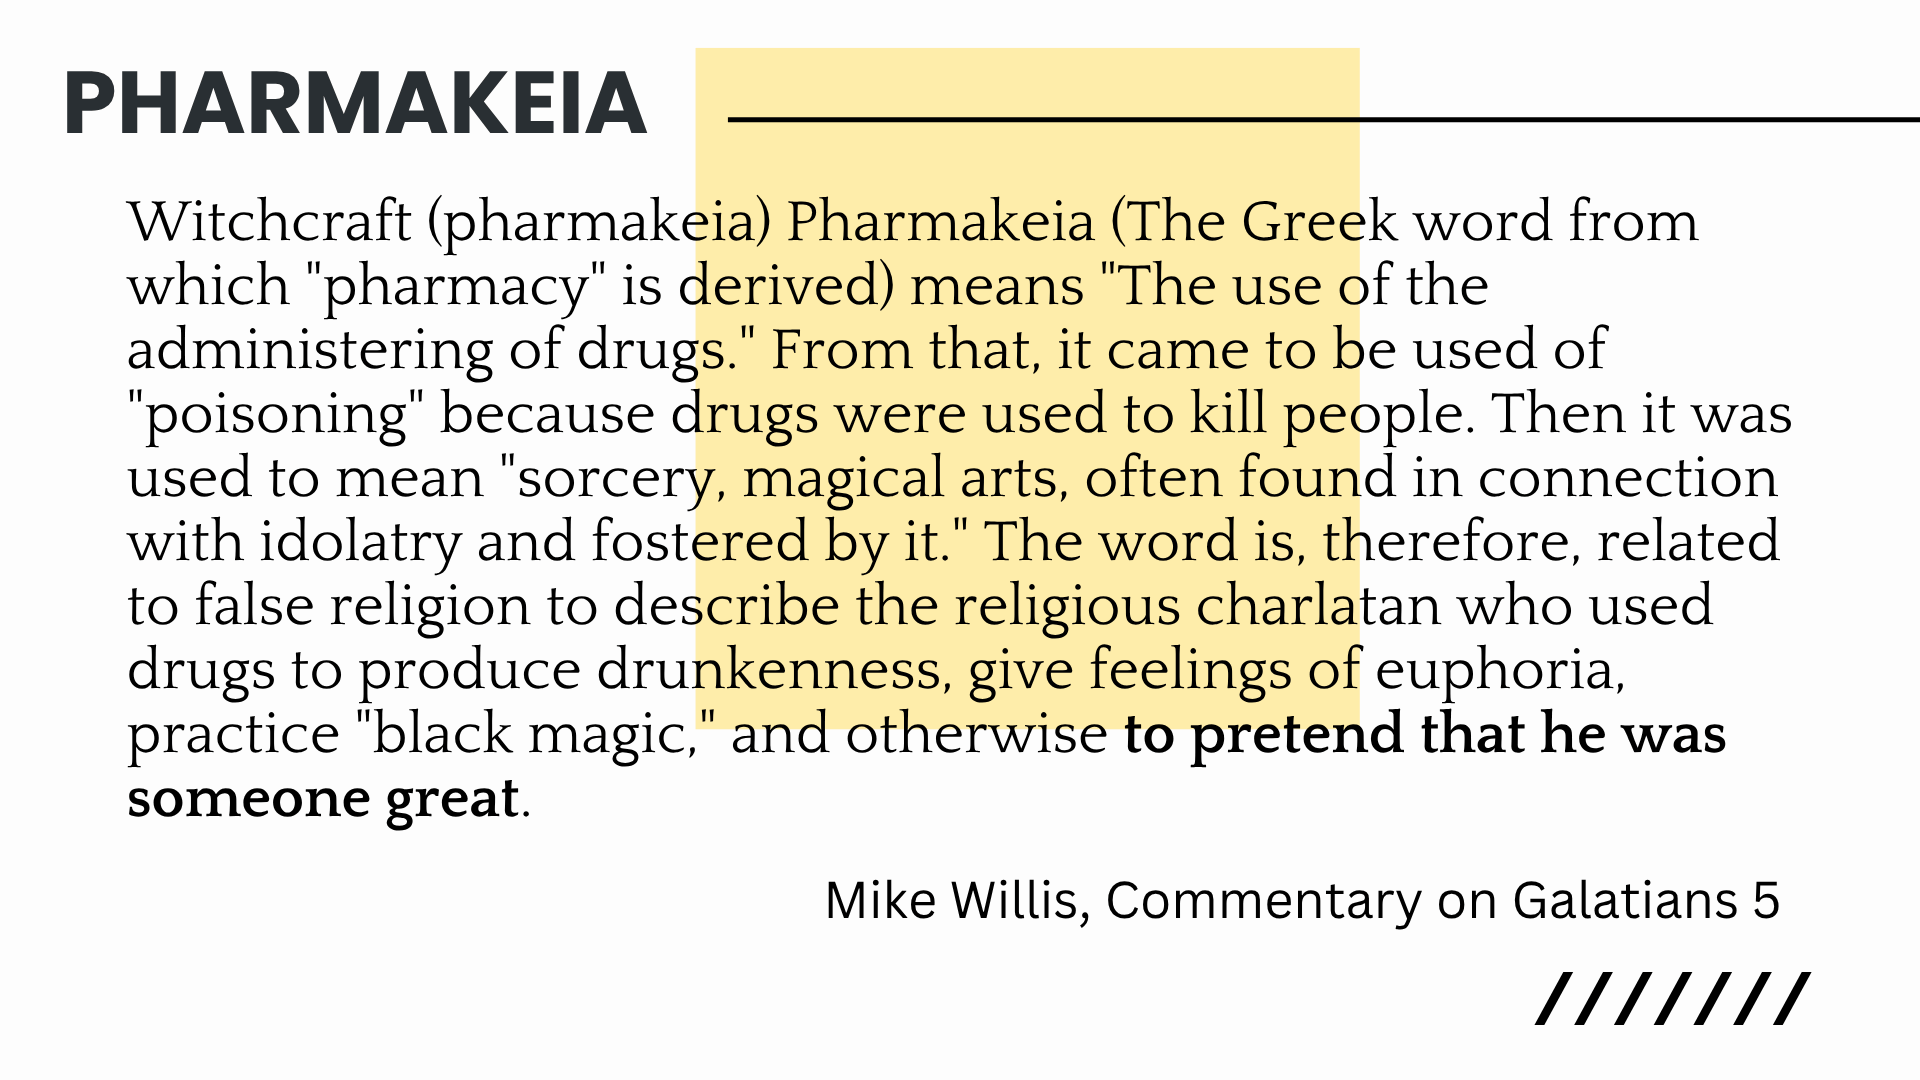 PHARMAKEIA
Witchcraft (pharmakeia) Pharmakeia (The Greek word from
which "pharmacy" is derived) means "The use of the
administering of drugs." From that, it came to be used of
"poisoning" because drugs were used to kill people. Then it was
used to mean "sorcery, magical arts, often found in connection
with idolatry and fostered by it." The word is, therefore, related
to false religion to describe the religious charlatan who used
drugs to produce drunkenness, give feelings of euphoria,
practice "black magic," and otherwise to pretend that he was
someone great.
Mike Willis, Commentary on Galatians 5